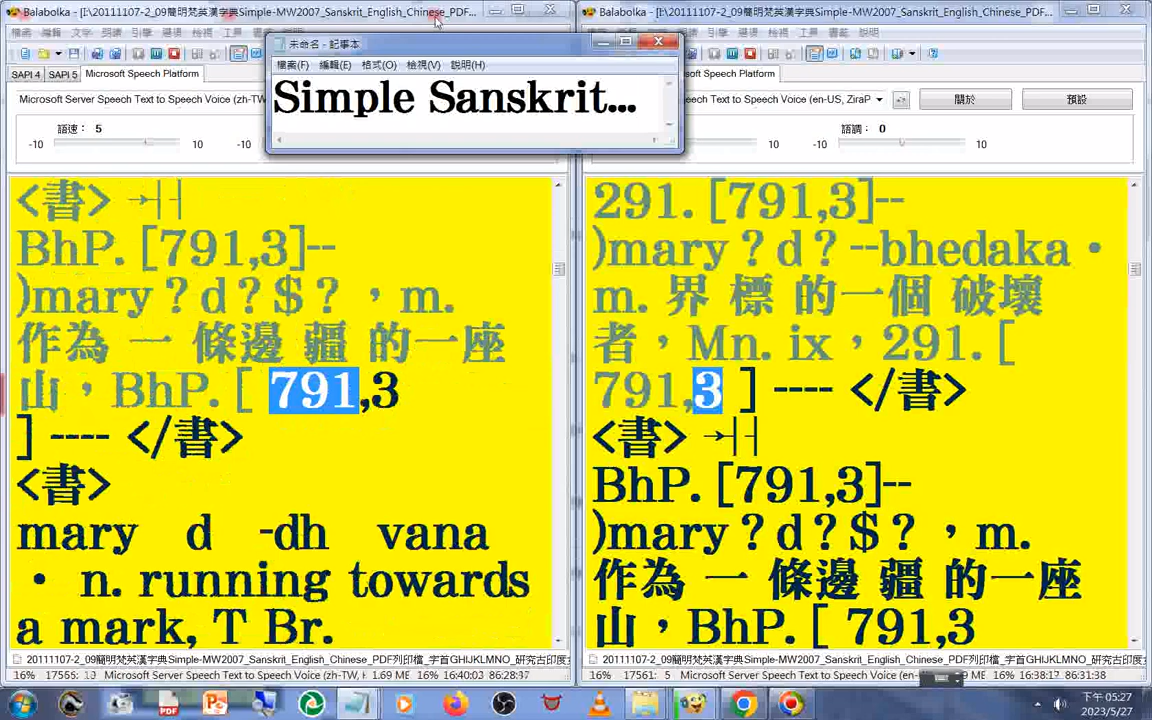 Balabolka - [I:\20111107-2_09簡明梵英漢字典Simple-MW2007_Sanskrit_English_Chinese_PDF...
SAPI 4 SAPI 5 Microsoft Speech Platform
Microsoft Server Speech Text to Speech Voice (zh-TW,
語速： 5
-10 10 -10
<書> →┤├
BhP. [791,3]--
)mary？d？$？，m.
作為 一 條邊 疆 的一座
山，BhP. [ 791,3
] ---- </書>
<書>
mary d -dh vana
• n. running towards
a mark, T Br.
20111107-2_09簡明梵英漢字典Simple-MW2007_Sanskrit_English_Chinese_PDF列印檔_字首GHIJKLMNO_研究古印度
16% 17555: Microsoft Server Speech Text to Speech Voice (zh-TW, 1.69 MB 16% 16:40:03 86:28:37
未命名 - 記事本
檔案(F) 編輯(E) 格式(O) 檢視(V) 說明(H)
Simple Sanskrit...
Balabolka - [I:\20111107-2_09簡明梵英漢字典Simple-MW2007_Sanskrit_English_Chinese_PDF...
Speech Platform
eech Text to Speech Voice (en-US, ZiraP 關於 預設
語調： 0
10 -10 10
291. [791,3]--
)mary？d？--bhedaka •
m. 界 標 的一個 破壞
者，Mn. ix，291. [
791,3 ] ---- </書>
<書> →┤├
BhP. [791,3]--
)mary？d？$？，m.
作為 一 條邊 疆 的一座
山，BhP. [ 791,3
20111107-2_09簡明梵英漢字典Simple-MW2007_Sanskrit_English_Chinese_PDF列印檔_字首GHIJKLMNO_研究古印度
16% 17561: 5 Microsoft Server Speech Text to Speech Voice (en-US, 16% 16:38:12 86:31:38
下午 05:27
2023/5/27